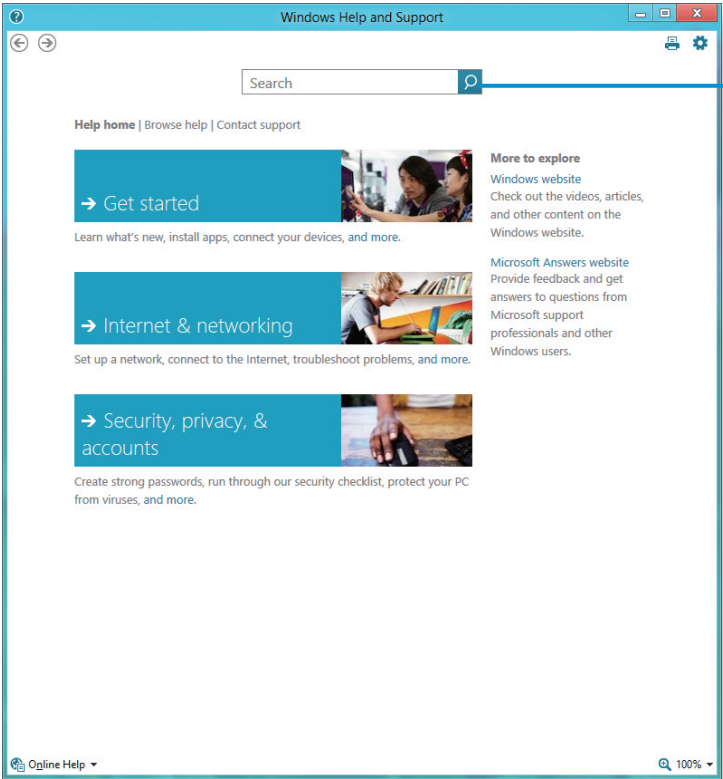 Windows Help and Support
Search
Help home | Browse help | Contact support
→ Get started
Learn what's new, install apps, connect your devices, and more.
→ Internet & networking
Set up a network, connect to the Internet, troubleshoot problems, and more.
→ Security, privacy, &
accounts
Create strong passwords, run through our security checklist, protect your PC
from viruses, and more.
More to explore
Windows website
Check out the videos, articles,
and other content on the
Windows website.
Microsoft Answers website
Provide feedback and get
answers to questions from
Microsoft support
professionals and other
Windows users.
Online Help
100%